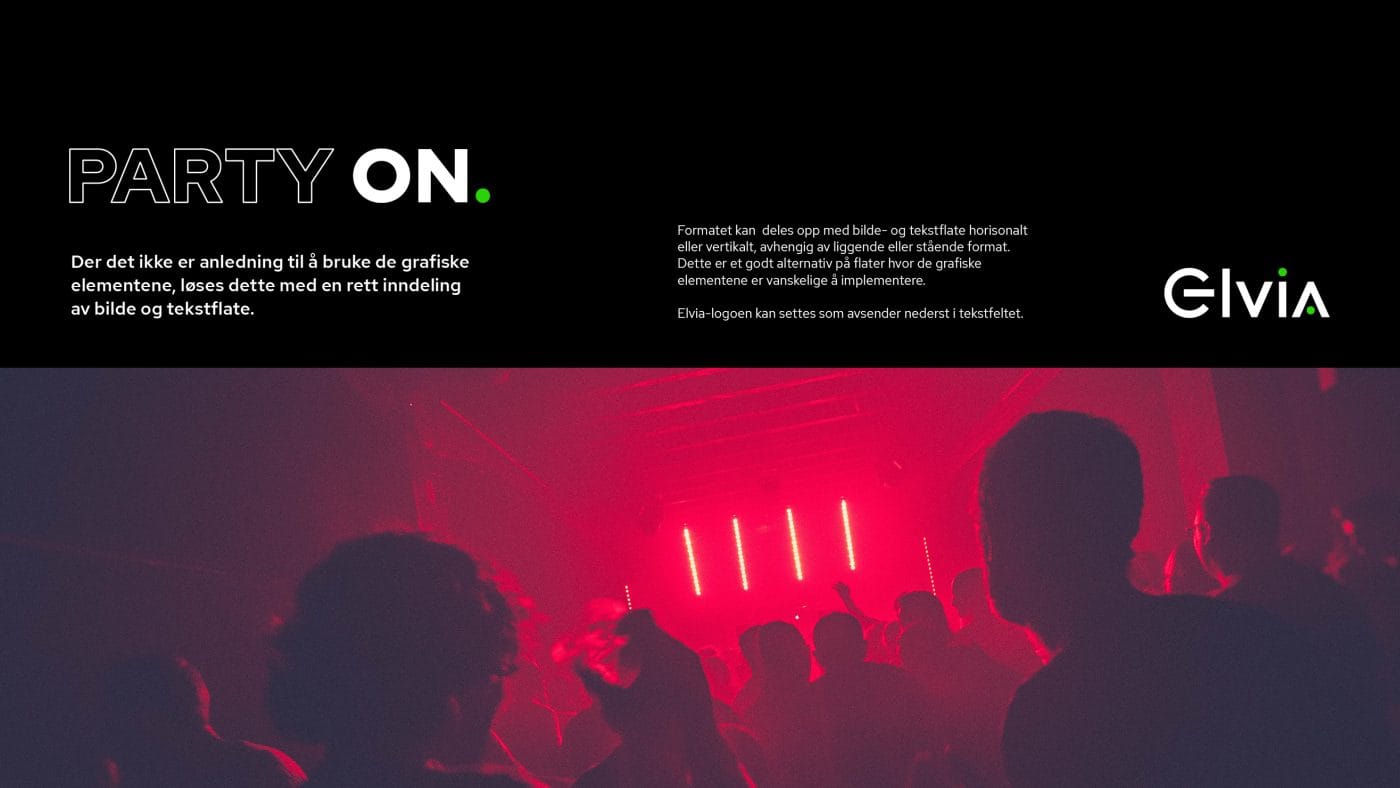 PARTY ON.
Der det ikke er anledning til å bruke de grafiske
elementene, løses dette med en rett inndeling
av bilde og tekstflate.
Formatet kan  deles opp med bilde- og tekstflate horisonalt
eller vertikalt, avhengig av liggende eller stående format.
Dette er et godt alternativ på flater hvor de grafiske
elementene er vanskelige å implementere.
Elvia-logoen kan settes som avsender nederst i tekstfeltet.
Elvia